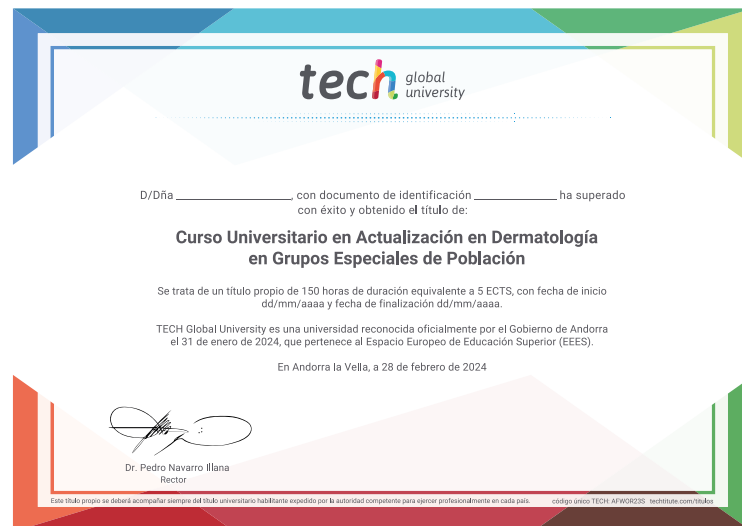 tech global university
D/Dña ____________________, con documento de identificación ______________ ha superado
con éxito y obtenido el título de:
Curso Universitario en Actualización en Dermatología
en Grupos Especiales de Población
Se trata de un título propio de 150 horas de duración equivalente a 5 ECTS, con fecha de inicio
dd/mm/aaaa y fecha de finalización dd/mm/aaaa.
TECH Global University es una universidad reconocida oficialmente por el Gobierno de Andorra
el 31 de enero de 2024, que pertenece al Espacio Europeo de Educación Superior (EEES).
En Andorra la Vella, a 28 de febrero de 2024
Dr. Pedro Navarro Illana
Rector
Este título propio se deberá acompañar siempre del título universitario habilitante expedido por la autoridad competente para ejercer profesionalmente en cada país. código único TECH: AFWOR23S techtitute.com/titulos